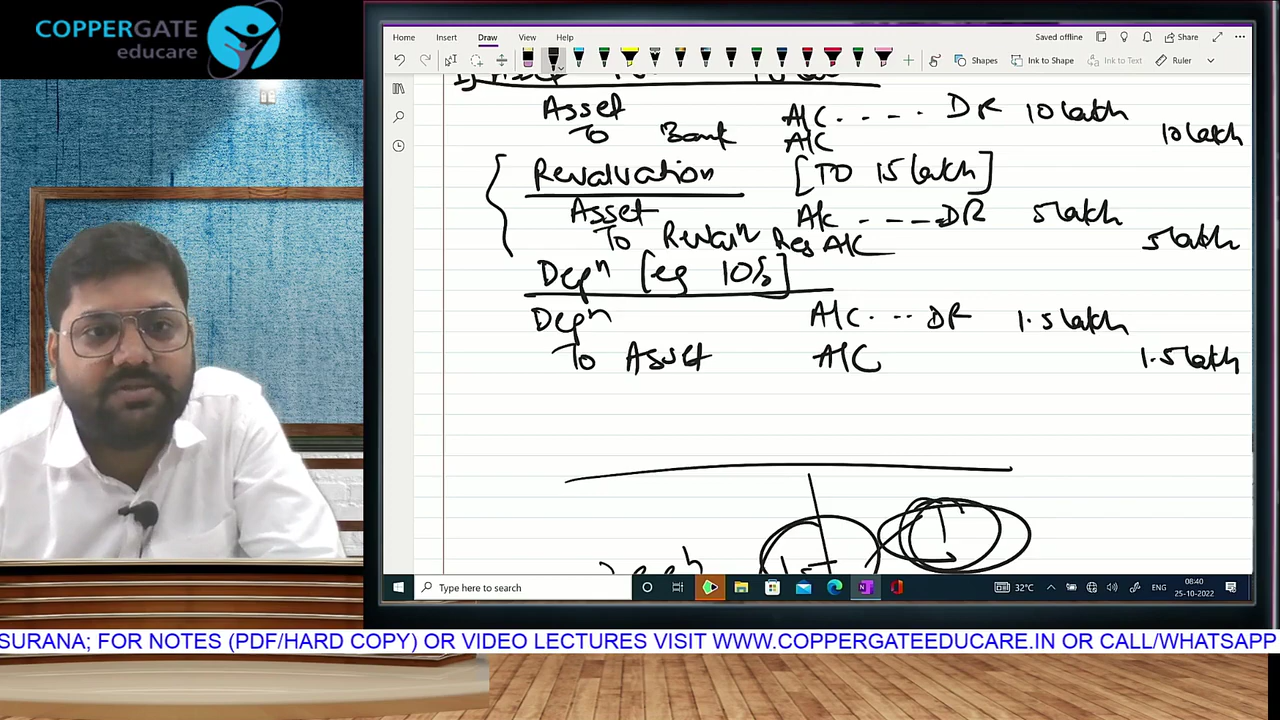 COPPERGATE
educare
Home Insert Draw View Help
Saved offline
Share
Shapes
Ink to Shape
Ink to Text
Ruler
Asset A/C. . . . DR 10 lakh
To Bank A/C 10 lakh
Revaluation [TO 15 lakh]
Asset A/c - - - - DR 5 lakh
To Revaln Res A/C 5 lakh
Depn [eg 10%]
Depn A/C. . . DR 1.5 lakh
To Asset A/C 1.5 lakh
Type here to search
32°C
ENG
08:40
25-10-2022
SURANA; FOR NOTES (PDF/HARD COPY) OR VIDEO LECTURES VISIT WWW.COPPERGATEEDUCARE.IN OR CALL/WHATSAPP